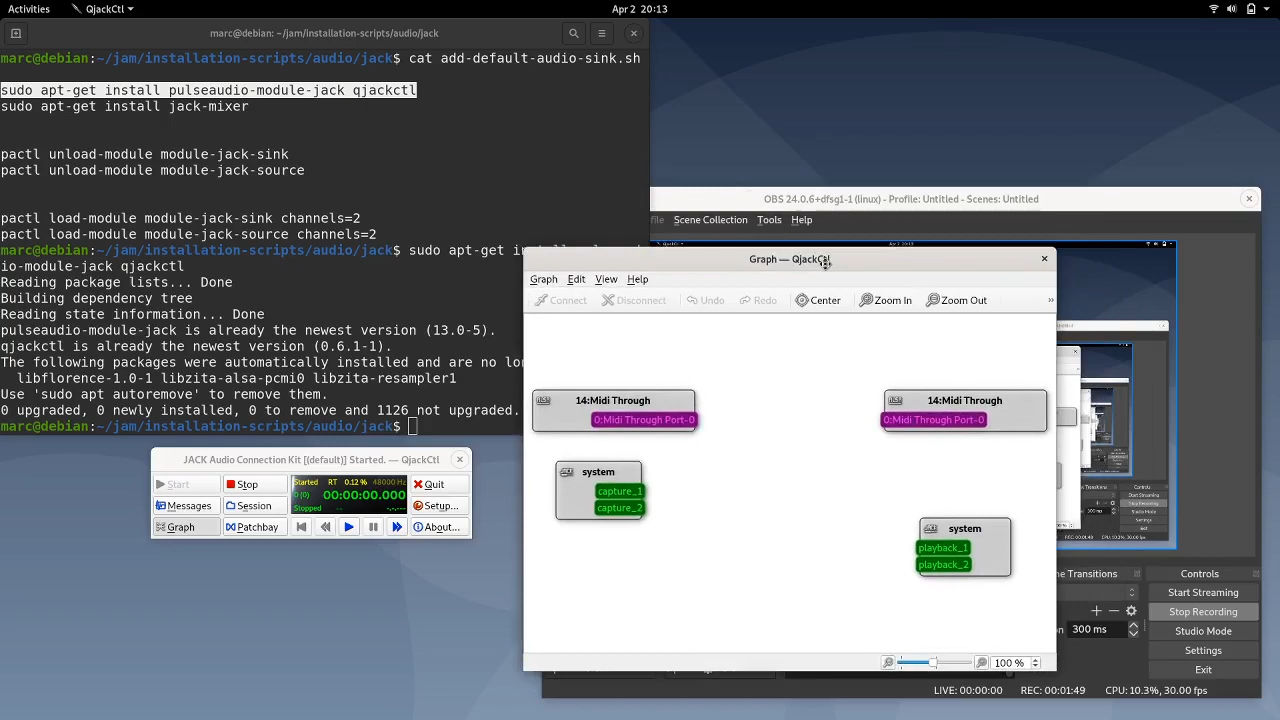 Activities
QjackCtl
Apr 2 20:13
marc@debian: ~/jam/installation-scripts/audio/jack
marc@debian:~/jam/installation-scripts/audio/jack$ cat add-default-audio-sink.sh
sudo apt-get install pulseaudio-module-jack qjackctl
sudo apt-get install jack-mixer
pactl unload-module module-jack-sink
pactl unload-module module-jack-source
pactl load-module module-jack-sink channels=2
pactl load-module module-jack-source channels=2
marc@debian:~/jam/installation-scripts/audio/jack$ sudo apt-get
io-module-jack qjackctl
Reading package lists... Done
Building dependency tree
Reading state information... Done
pulseaudio-module-jack is already the newest version (13.0-5).
qjackctl is already the newest version (0.6.1-1).
The following packages were automatically installed and are no
libflorence-1.0-1 libzita-alsa-pcmi0 libzita-resampler1
Use 'sudo apt autoremove' to remove them.
0 upgraded, 0 newly installed, 0 to remove and 1126 not upgraded.
marc@debian:~/jam/installation-scripts/audio/jack$
OBS 24.0.6+dfsg1-1 (linux) - Profile: Untitled - Scenes: Untitled
Scene Collection Tools Help
Graph — QjackCtl
Graph Edit View Help
Connect Disconnect Undo Redo Center Zoom In Zoom Out »
14:Midi Through
0:Midi Through Port-0
14:Midi Through
0:Midi Through Port-0
system
capture_1
capture_2
system
playback_1
playback_2
100 %
JACK Audio Connection Kit [(default)] Started. — QjackCtl
Start Stop
Messages Session
Graph Patchbay
Started RT 0.12 % 48000 Hz
0 (0) 00:00:00.000
Quit
Setup...
About...
Controls
Start Streaming
Stop Recording
Studio Mode
Settings
Exit
300 ms
LIVE: 00:00:00 REC: 00:01:49 CPU: 10.3%, 30.00 fps